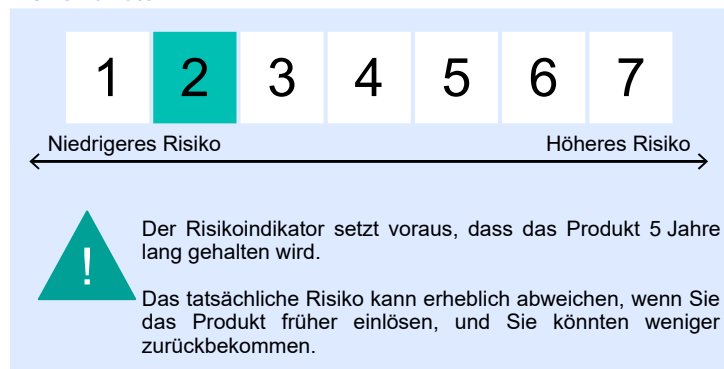 1 2 3 4 5 6 7
Niedrigeres Risiko Höheres Risiko
!
Der Risikoindikator setzt voraus, dass das Produkt 5 Jahre
lang gehalten wird.
Das tatsächliche Risiko kann erheblich abweichen, wenn Sie
das Produkt früher einlösen, und Sie könnten weniger
zurückbekommen.